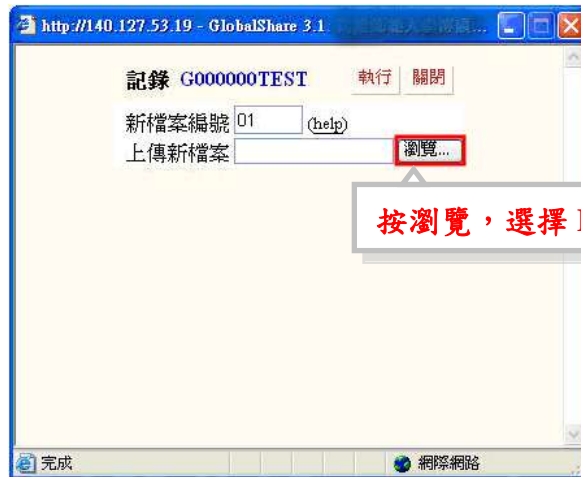 http://140.127.53.19 - GlobalShare 3.1
記錄 G000000TEST 執行 關閉
新檔案編號 01 (help)
上傳新檔案 瀏覽...
按瀏覽，選擇
完成 網際網路